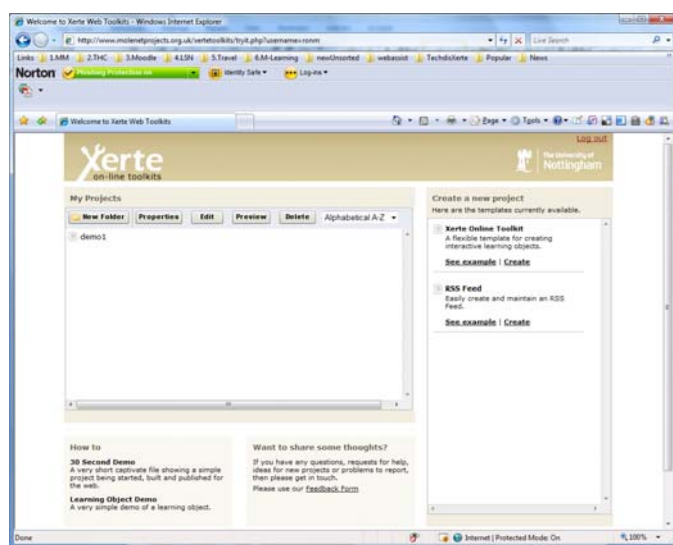 Welcome to Xerte Web Toolkits - Windows Internet Explorer
http://www.molenetprojects.org.uk/xertetoolkits/tryit.php?username=ronm
Live Search
Links 1.MM 2.THC 3.Moodle 4.LSN 5.Travel 6.M-Learning newUnsorted webassist TechdisXerte Popular News
Norton Phishing Protection on Identity Safe Log-ins
Welcome to Xerte Web Toolkits
Page Tools
Log out
Xerte
on-line toolkits
The University of
Nottingham
My Projects
New Folder Properties Edit Preview Delete Alphabetical A-Z
demo1
Create a new project
Here are the templates currently available.
Xerte Online Toolkit
A flexible template for creating
interactive learning objects.
See example | Create
RSS Feed
Easily create and maintain an RSS
Feed.
See example | Create
How to
30 Second Demo
A very short captivate file showing a simple
project being started, built and published for
the web.
Learning Object Demo
A very simple demo of a learning object.
Want to share some thoughts?
If you have any questions, requests for help,
ideas for new projects or problems to report,
then please get in touch.
Please use our Feedback Form
Done
Internet | Protected Mode: On
100%